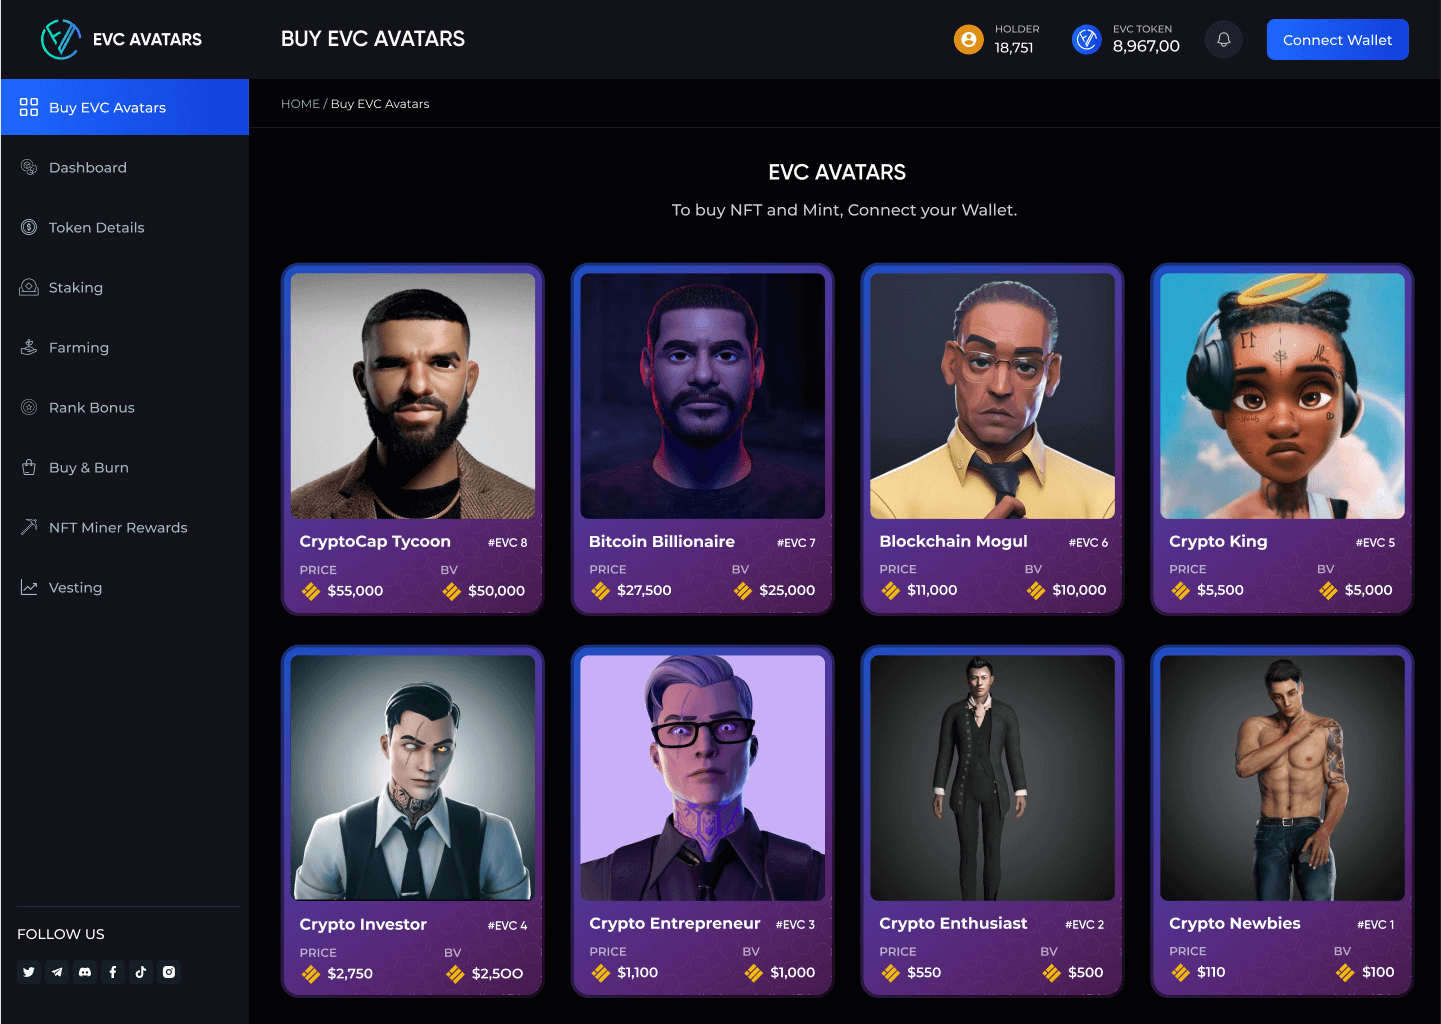 EVC AVATARS
BUY EVC AVATARS
HOLDER
18,751
EVC TOKEN
8,967,00
Connect Wallet
Buy EVC Avatars
Dashboard
Token Details
Staking
Farming
Rank Bonus
Buy & Burn
NFT Miner Rewards
Vesting
FOLLOW US
HOME / Buy EVC Avatars
EVC AVATARS
To buy NFT and Mint, Connect your Wallet.
CryptoCap Tycoon #EVC 8
PRICE BV
$55,000 $50,000
Bitcoin Billionaire #EVC 7
PRICE BV
$27,500 $25,000
Blockchain Mogul #EVC 6
PRICE BV
$11,000 $10,000
Crypto King #EVC 5
PRICE BV
$5,500 $5,000
Crypto Investor #EVC 4
PRICE BV
$2,750 $2,5OO
Crypto Entrepreneur #EVC 3
PRICE BV
$1,100 $1,000
Crypto Enthusiast #EVC 2
PRICE BV
$550 $500
Crypto Newbies #EVC 1
PRICE BV
$110 $100